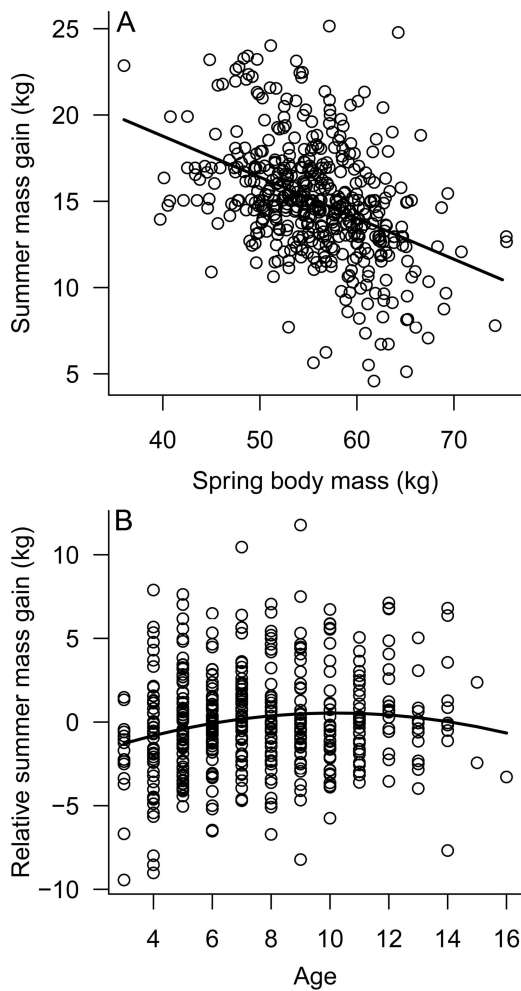 A
Summer mass gain (kg)
25
20
15
10
5
40 50 60 70
Spring body mass (kg)
B
Relative summer mass gain (kg)
10
5
0
−5
−10
4 6 8 10 12 14 16
Age